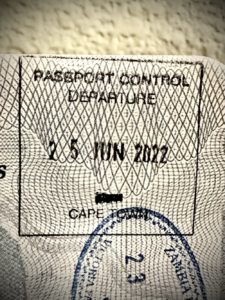 PASSPORT CONTROL
DEPARTURE
2 5 JUN 2022
CAPE TOWN
23